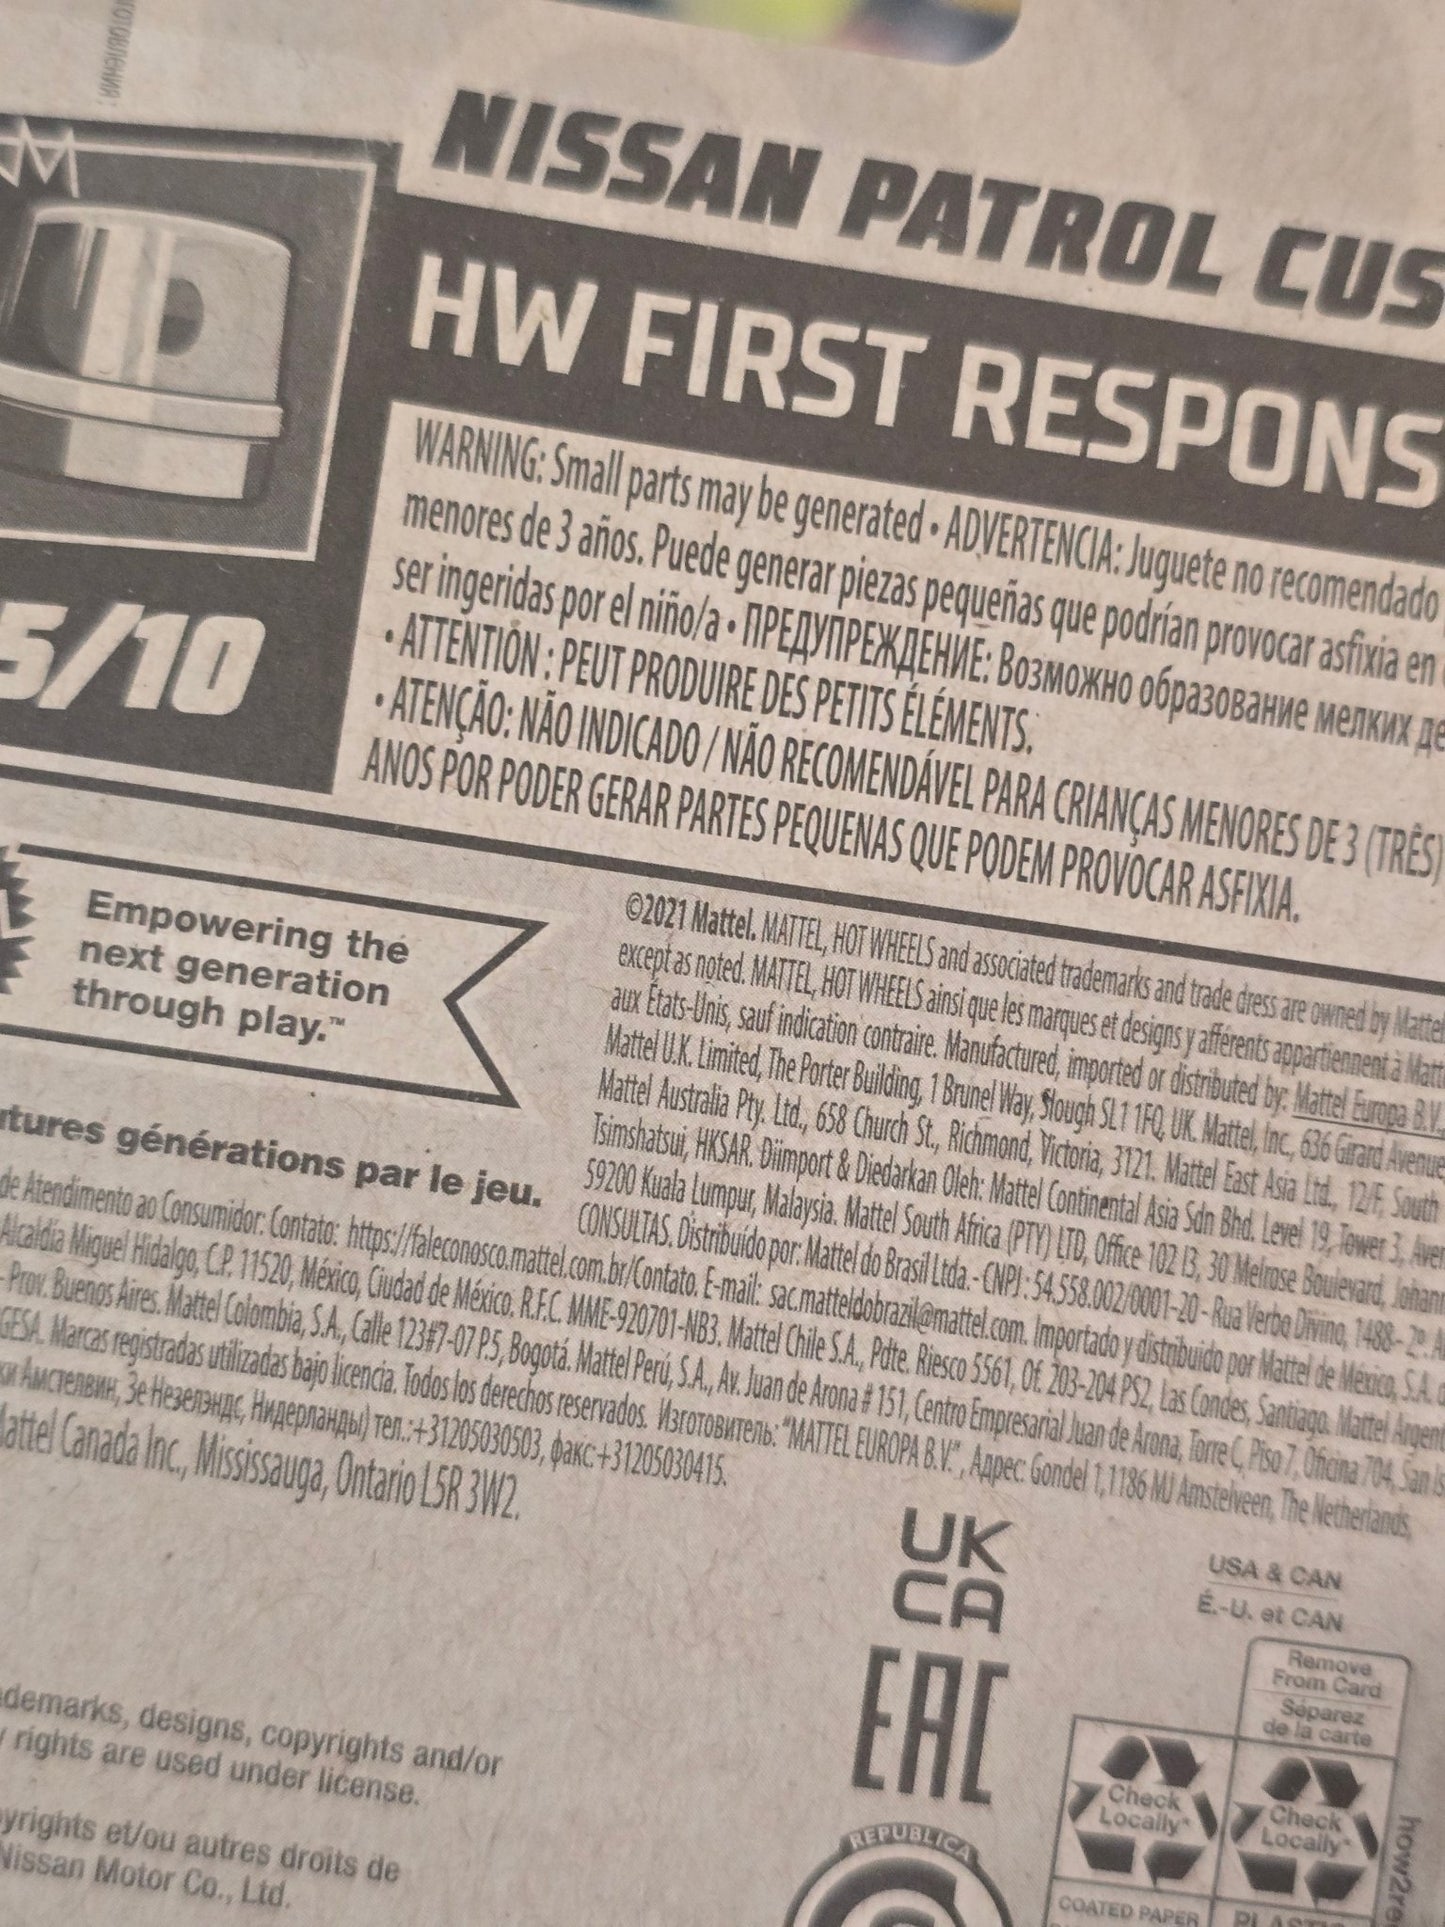 NISSAN PATROL CUS
HW FIRST RESPONS
WARNING: Small parts may be generated • ADVERTENCIA: Juguete no recomendado
menores de 3 años. Puede generar piezas pequeñas que podrían provocar asfixia en
ser ingeridas por el niño/a • ПРЕДУПРЕЖДЕНИЕ: Возможно образование мелких де
• ATTENTION : PEUT PRODUIRE DES PETITS ÉLÉMENTS.
• ATENÇÃO: NÃO INDICADO / NÃO RECOMENDÁVEL PARA CRIANÇAS MENORES DE 3 (TRÊS)
ANOS POR PODER GERAR PARTES PEQUENAS QUE PODEM PROVOCAR ASFIXIA.
5/10
Empowering the
next generation
through play.™
tures générations par le jeu.
©2021 Mattel. MATTEL, HOT WHEELS and associated trademarks and trade dress are owned by Mattel
except as noted. MATTEL, HOT WHEELS ainsi que les marques et designs y afférents appartiennent à Matt
aux États-Unis, sauf indication contraire. Manufactured, imported or distributed by: Mattel Europa B.V.,
Mattel U.K. Limited, The Porter Building, 1 Brunel Way, Slough SL1 1FQ, UK. Mattel, Inc., 636 Girard Avenue,
Mattel Australia Pty. Ltd., 658 Church St., Richmond, Victoria, 3121. Mattel East Asia Ltd., 12/F, South
Tsimshatsui, HKSAR. Diimport & Diedarkan Oleh: Mattel Continental Asia Sdn Bhd. Level 19, Tower 3, Aven
59200 Kuala Lumpur, Malaysia. Mattel South Africa (PTY) LTD, Office 102 I3, 30 Melrose Boulevard, Johann
CONSULTAS. Distribuído por: Mattel do Brasil Ltda. - CNPJ : 54.558.002/0001-20 - Rua Verbo Divino, 1488- 2º. A
de Atendimento ao Consumidor: Contato: https://faleconosco.mattel.com.br/Contato. E-mail: sac.matteldobrazil@mattel.com. Importado y distribuido por Mattel de México, S.A. d
Alcaldía Miguel Hidalgo, C.P. 11520, México, Ciudad de México. R.F.C. MME-920701-NB3. Mattel Chile S.A., Pdte. Riesco 5561, Of. 203-204 PS2, Las Condes, Santiago. Mattel Argent
- Prov. Buenos Aires. Mattel Colombia, S.A., Calle 123#7-07 P.5, Bogotá. Mattel Perú, S.A., Av. Juan de Arona # 151, Centro Empresarial Juan de Arona, Torre C, Piso 7, Oficina 704, San Is
GESA. Marcas registradas utilizadas bajo licencia. Todos los derechos reservados. Изготовитель: "MATTEL EUROPA B.V.", Адрес: Gondel 1, 1186 MJ Amstelveen, The Netherlands,
ки Амстелвин, Зе Незелэндс, Нидерланды) тел.:+31205030503, факс:+31205030415.
Mattel Canada Inc., Mississauga, Ontario L5R 3W2.
UK
CA
EAC
USA & CAN
É.-U. et CAN
Remove
From Card
Séparez
de la carte
Check
Locally*
Check
Locally*
COATED PAPER
PLAST
how2re
REPUBLICA
demarks, designs, copyrights and/or
y rights are used under license.
yrights et/ou autres droits de
Nissan Motor Co., Ltd.